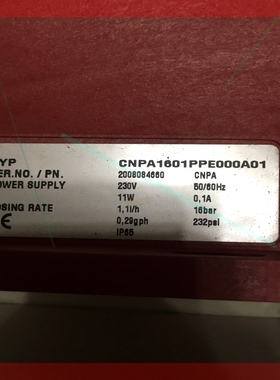 YP CNPA1601PPE000A01
ER.NO. / PN. 2008084660 CNPA
OWER SUPPLY 230V 50/60Hz
11W 0,1A
OSING RATE 1,1l/h 16bar
0,29gph 232psi
CE IP65